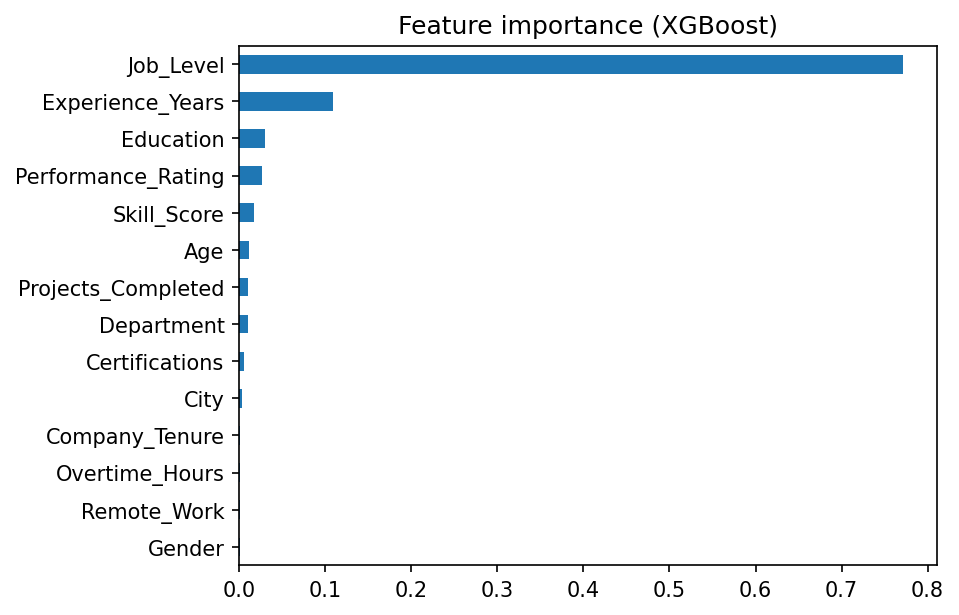 Feature importance (XGBoost)
Job_Level
Experience_Years
Education
Performance_Rating
Skill_Score
Age
Projects_Completed
Department
Certifications
City
Company_Tenure
Overtime_Hours
Remote_Work
Gender
0.0 0.1 0.2 0.3 0.4 0.5 0.6 0.7 0.8